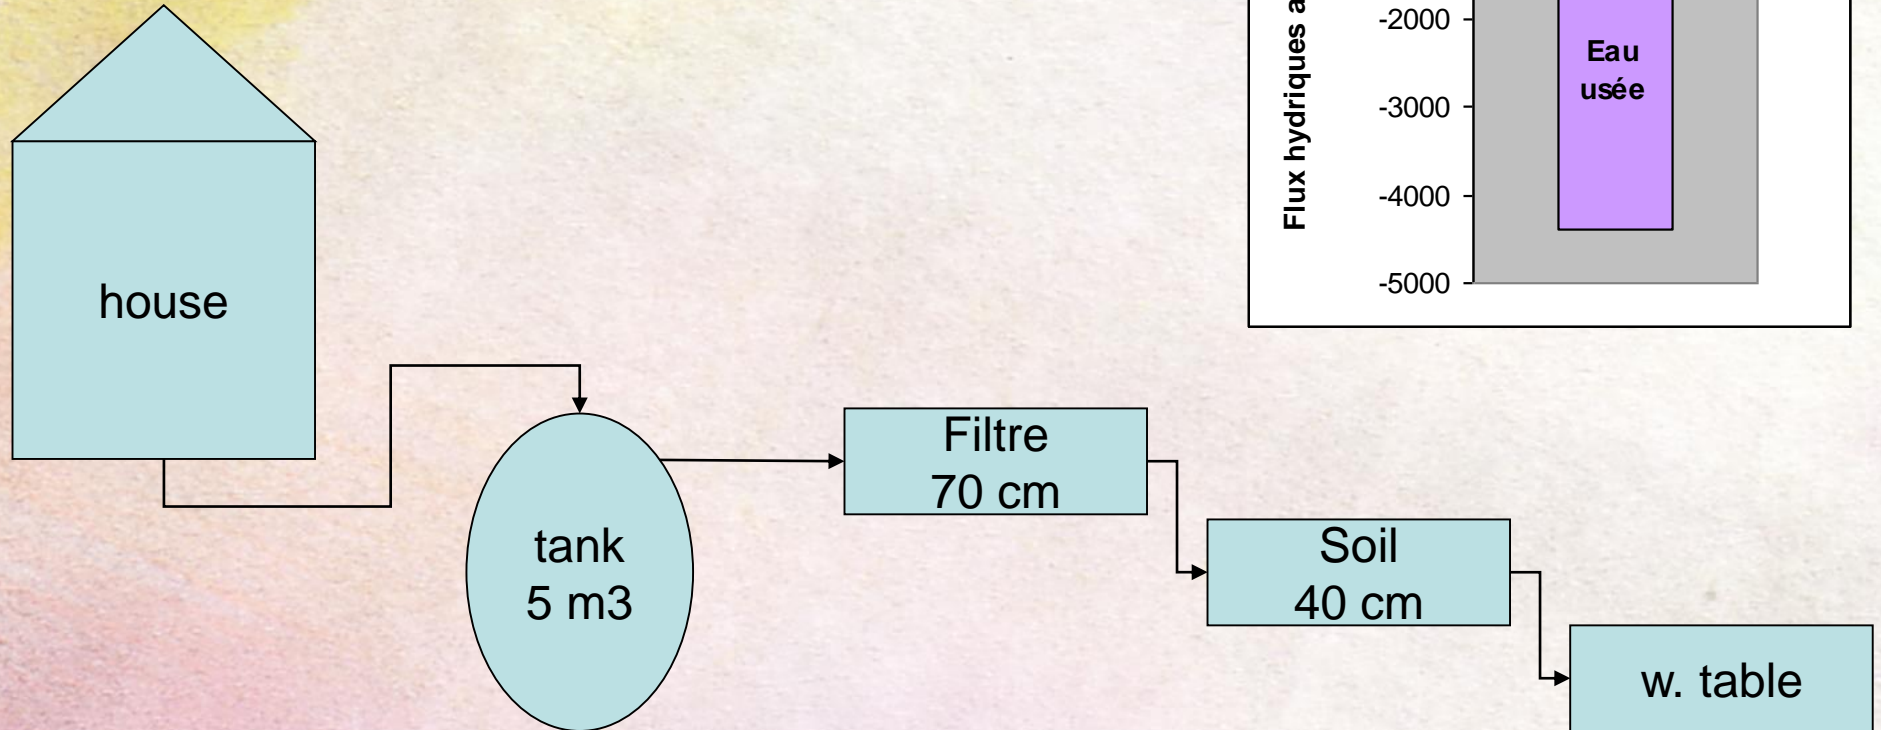 Flux hydriques a
-2000
-3000
-4000
-5000
Eau
usée
house
tank
5 m3
Filtre
70 cm
Soil
40 cm
w. table